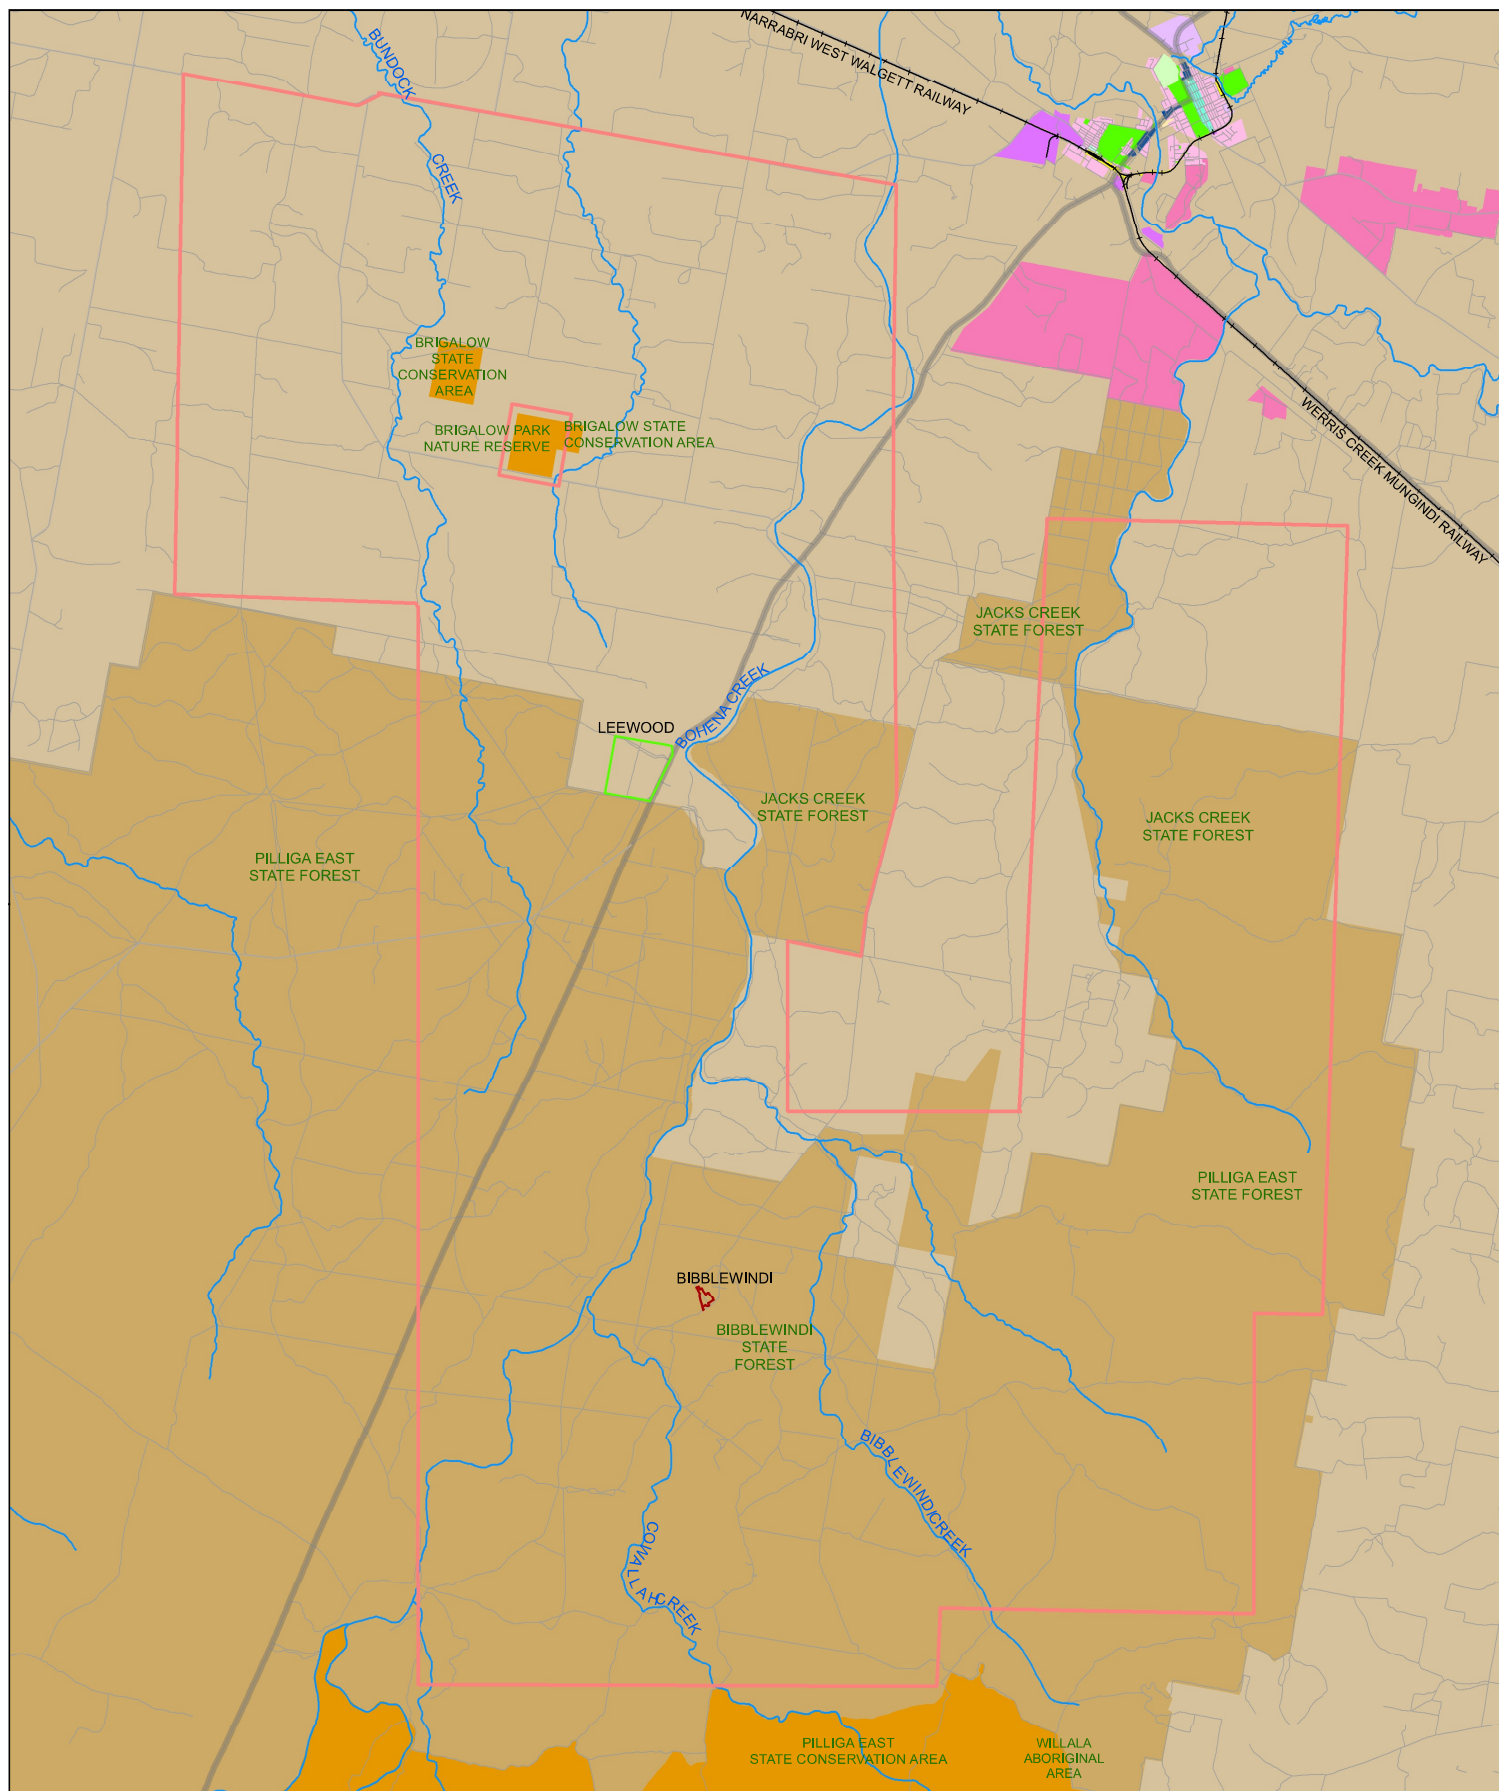 BUNDOCK
CREEK
NARRABRI WEST WALGETT RAILWAY
BRIGALOW
STATE
CONSERVATION
AREA
BRIGALOW PARK
NATURE RESERVE
BRIGALOW STATE
CONSERVATION AREA
WERRIS CREEK MUNGINDI RAILWAY
JACKS CREEK
STATE FOREST
LEEWOOD
BOHENA CREEK
JACKS CREEK
STATE FOREST
JACKS CREEK
STATE FOREST
PILLIGA EAST
STATE FOREST
PILLIGA EAST
STATE FOREST
BIBBLEWINDI
BIBBLEWINDI
STATE
FOREST
BIBBLEWINDI CREEK
COWALLAH
CREEK
PILLIGA EAST
STATE CONSERVATION AREA
WILLALA
ABORIGINAL
AREA